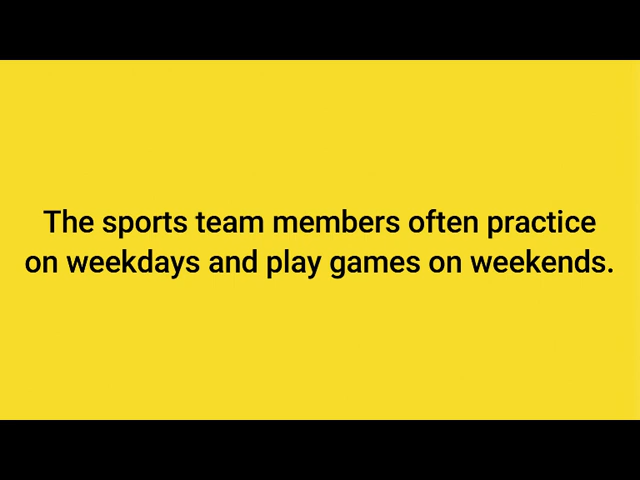 The sports team members often practice
on weekdays and play games on weekends.